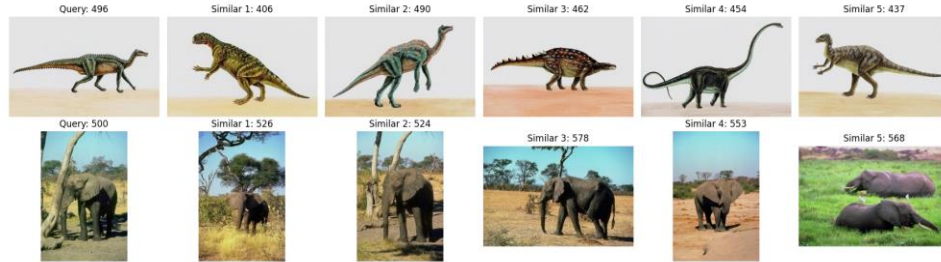 Query: 496
Similar 1: 406
Similar 2: 490
Similar 3: 462
Similar 4: 454
Similar 5: 437
Query: 500
Similar 1: 526
Similar 2: 524
Similar 3: 578
Similar 4: 553
Similar 5: 568